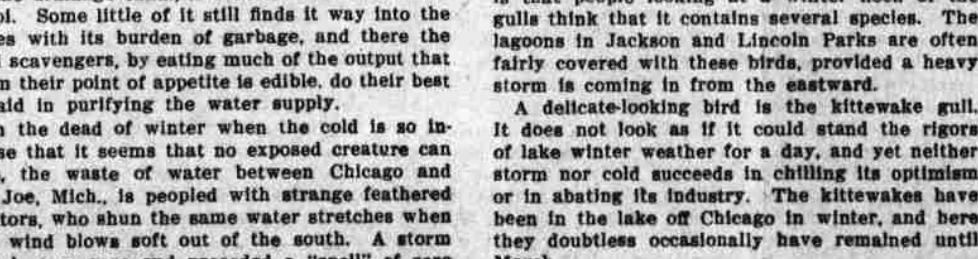 ol. Some little of it still finds it way into the
es with its burden of garbage, and there the
scavengers, by eating much of the output that
n their point of appetite is edible, do their best
aid in purifying the water supply.
n the dead of winter when the cold is so in-
se that it seems that no exposed creature can
, the waste of water between Chicago and
Joe, Mich., is peopled with strange feathered
tors, who shun the same water stretches when
wind blows soft out of the south. A storm
gulls think that it contains several species. The
lagoons in Jackson and Lincoln Parks are often
fairly covered with these birds, provided a heavy
storm is coming in from the eastward.
A delicate-looking bird is the kittewake gull.
It does not look as if it could stand the rigors
of lake winter weather for a day, and yet neither
storm nor cold succeeds in chilling its optimism
or in abating its industry. The kittewakes have
been in the lake off Chicago in winter, and here
they doubtless occasionally have remained until